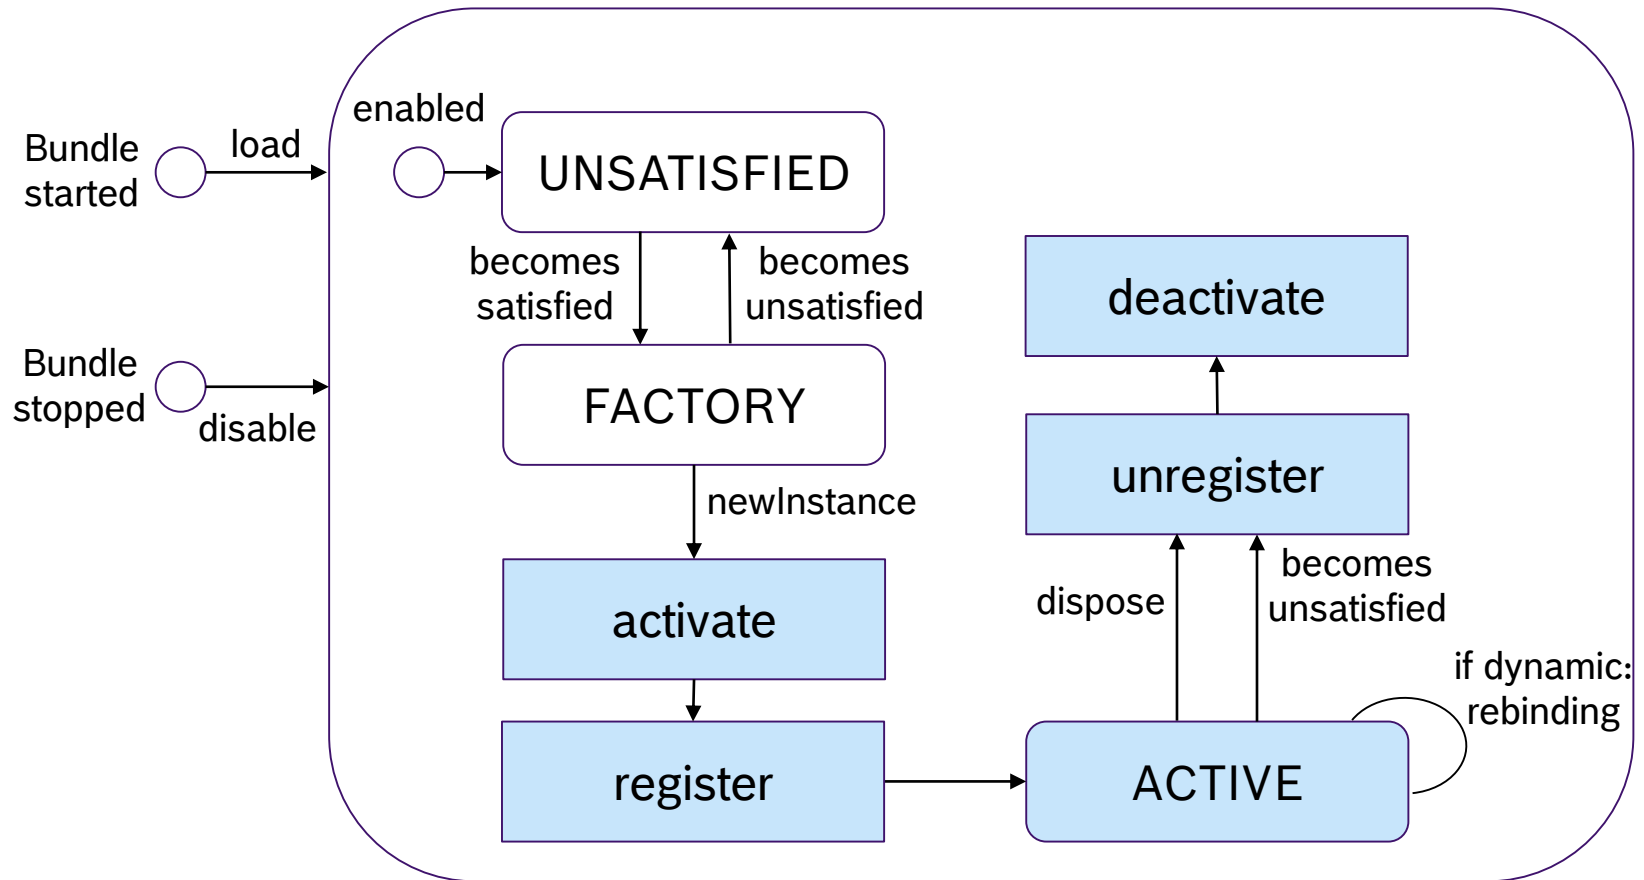 Bundle
started
load
enabled
UNSATISFIED
becomes
satisfied
becomes
unsatisfied
Bundle
stopped
disable
FACTORY
newInstance
activate
register
deactivate
unregister
dispose
becomes
unsatisfied
if dynamic:
rebinding
ACTIVE